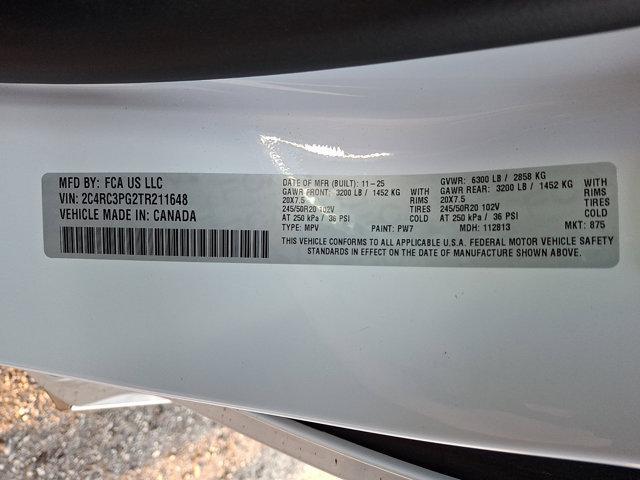 MFD BY: FCA US LLC
VIN: 2C4RC3PG2TR211648
VEHICLE MADE IN: CANADA
DATE OF MFR (BUILT): 11-25
GAWR FRONT: 3200 LB / 1452 KG WITH
20X7.5 RIMS
245/50R20 102V TIRES
AT 250 kPa / 36 PSI COLD
TYPE: MPV PAINT: PW7
GVWR: 6300 LB / 2858 KG
GAWR REAR: 3200 LB / 1452 KG WITH
20X7.5 RIMS
245/50R20 102V TIRES
AT 250 kPa / 36 PSI COLD
MDH: 112813 MKT: 875
THIS VEHICLE CONFORMS TO ALL APPLICABLE U.S.A. FEDERAL MOTOR VEHICLE SAFETY
STANDARDS IN EFFECT ON THE DATE OF MANUFACTURE SHOWN ABOVE.